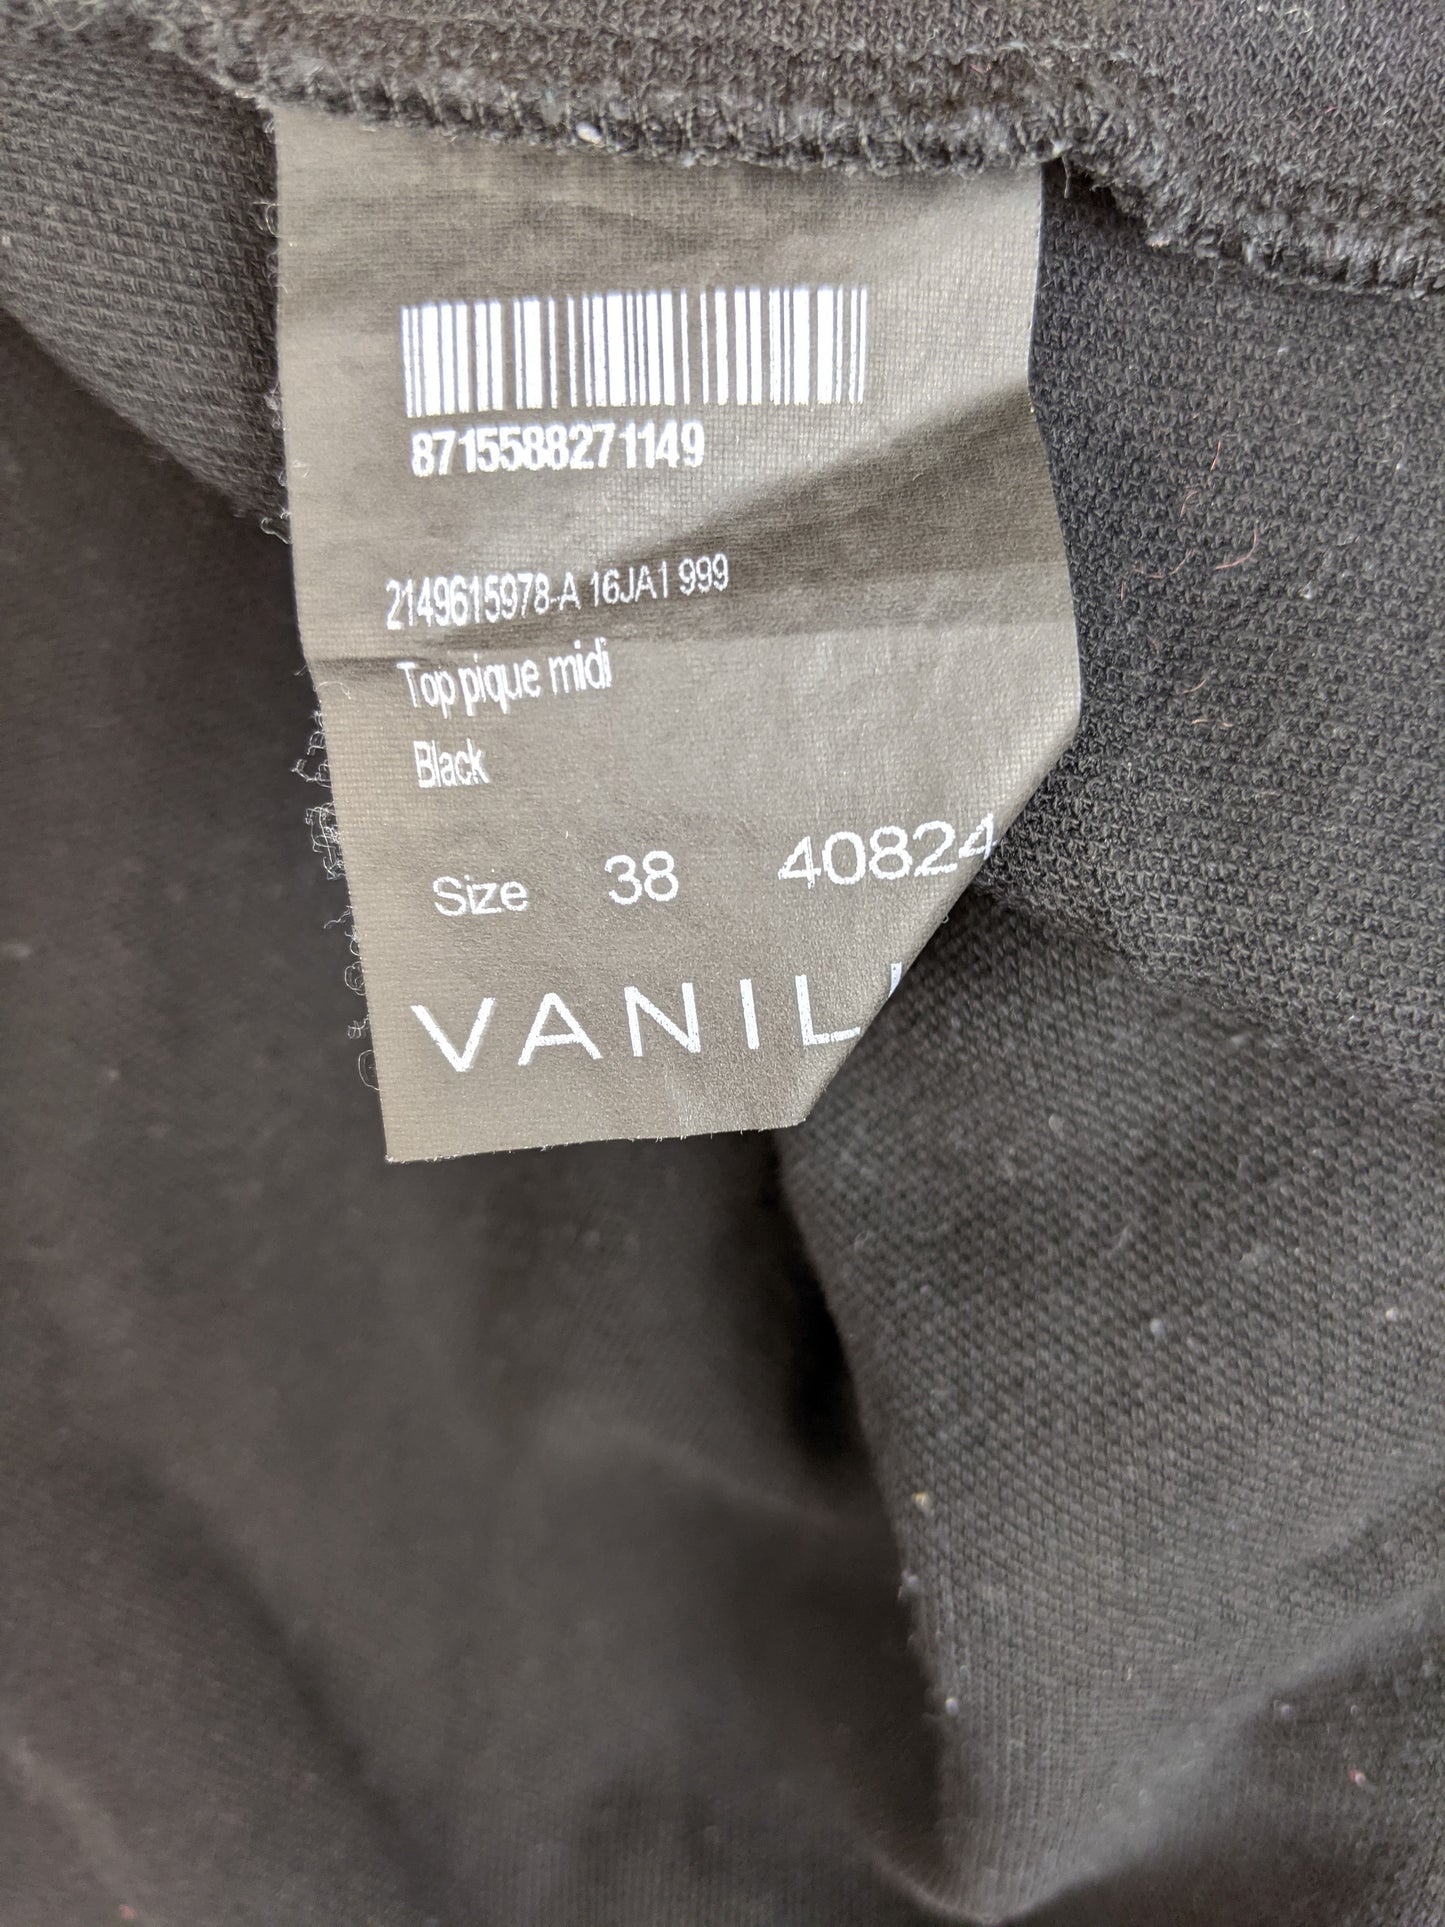 8715588271149
2149615978-A 16JA1 999
Top pique midi
Black
Size 38 40824
VANIL